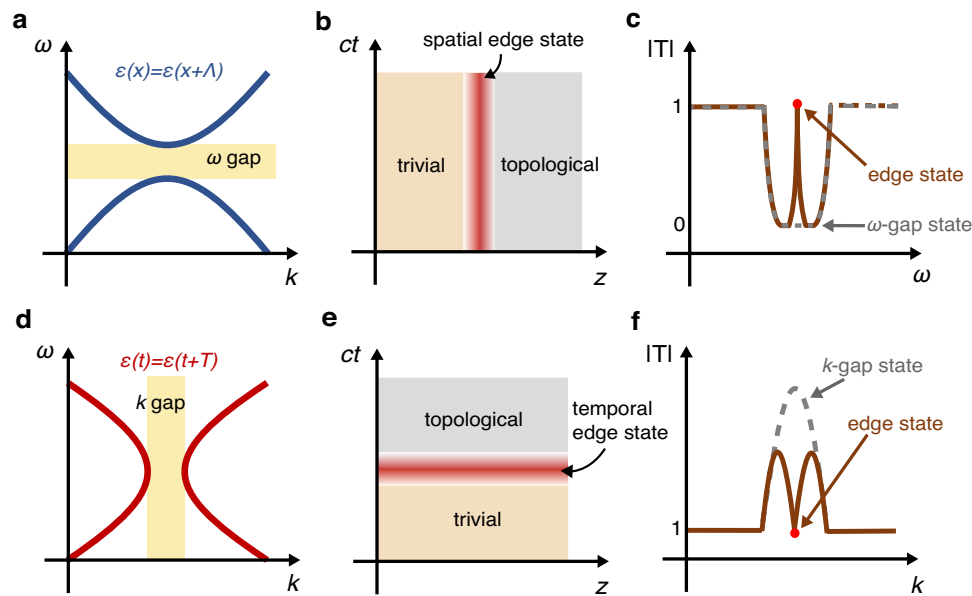 a
ω
ε(x)=ε(x+Λ)
ω gap
k
b
ct
spatial edge state
trivial
topological
z
c
|T|
1
edge state
0
ω-gap state
ω
d
ω
ε(t)=ε(t+T)
k gap
k
e
ct
topological
temporal
edge state
trivial
z
f
|T|
k-gap state
edge state
1
k